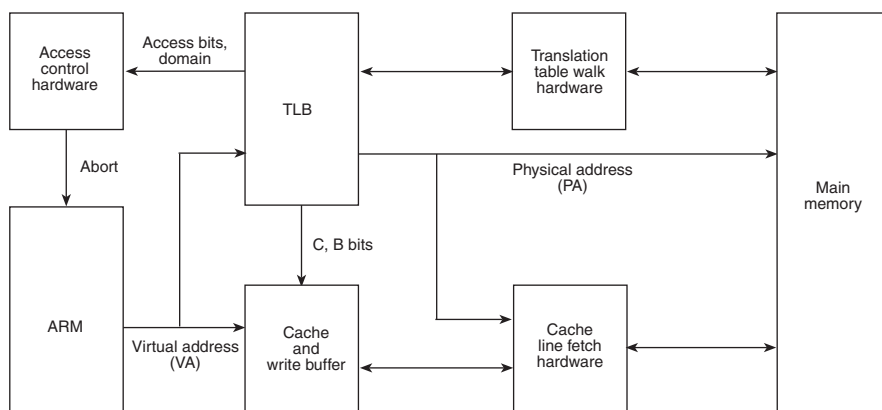 Access
control
hardware
Access bits,
domain
TLB
Translation
table walk
hardware
Main
memory
Abort
Physical address
(PA)
C, B bits
ARM
Virtual address
(VA)
Cache
and
write buffer
Cache
line fetch
hardware